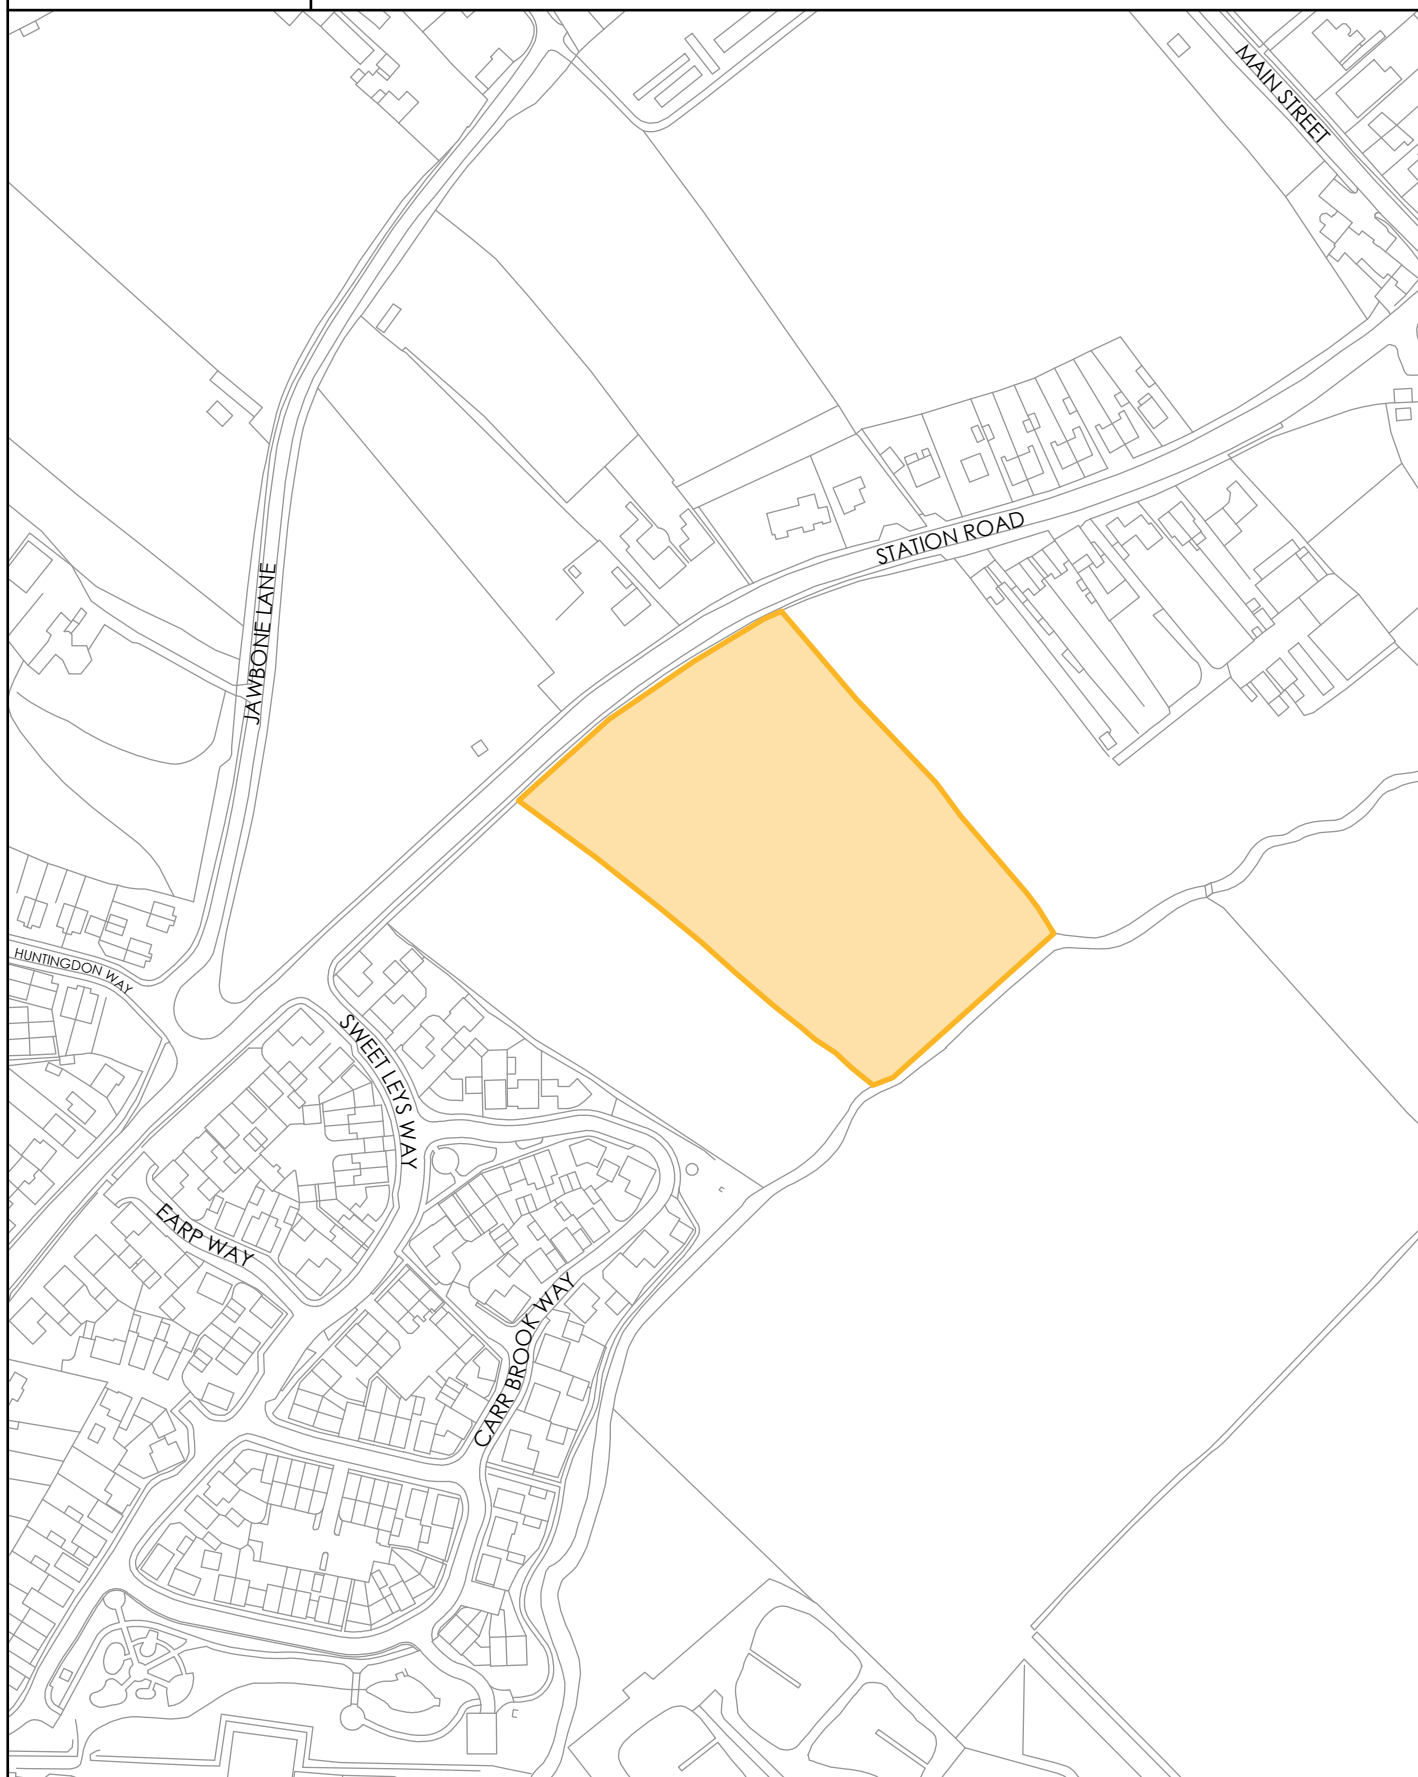 MAIN STREET
STATION ROAD
JAWBONE LANE
HUNTINGDON WAY
SWEET LEYS WAY
EARP WAY
CARR BROOK WAY